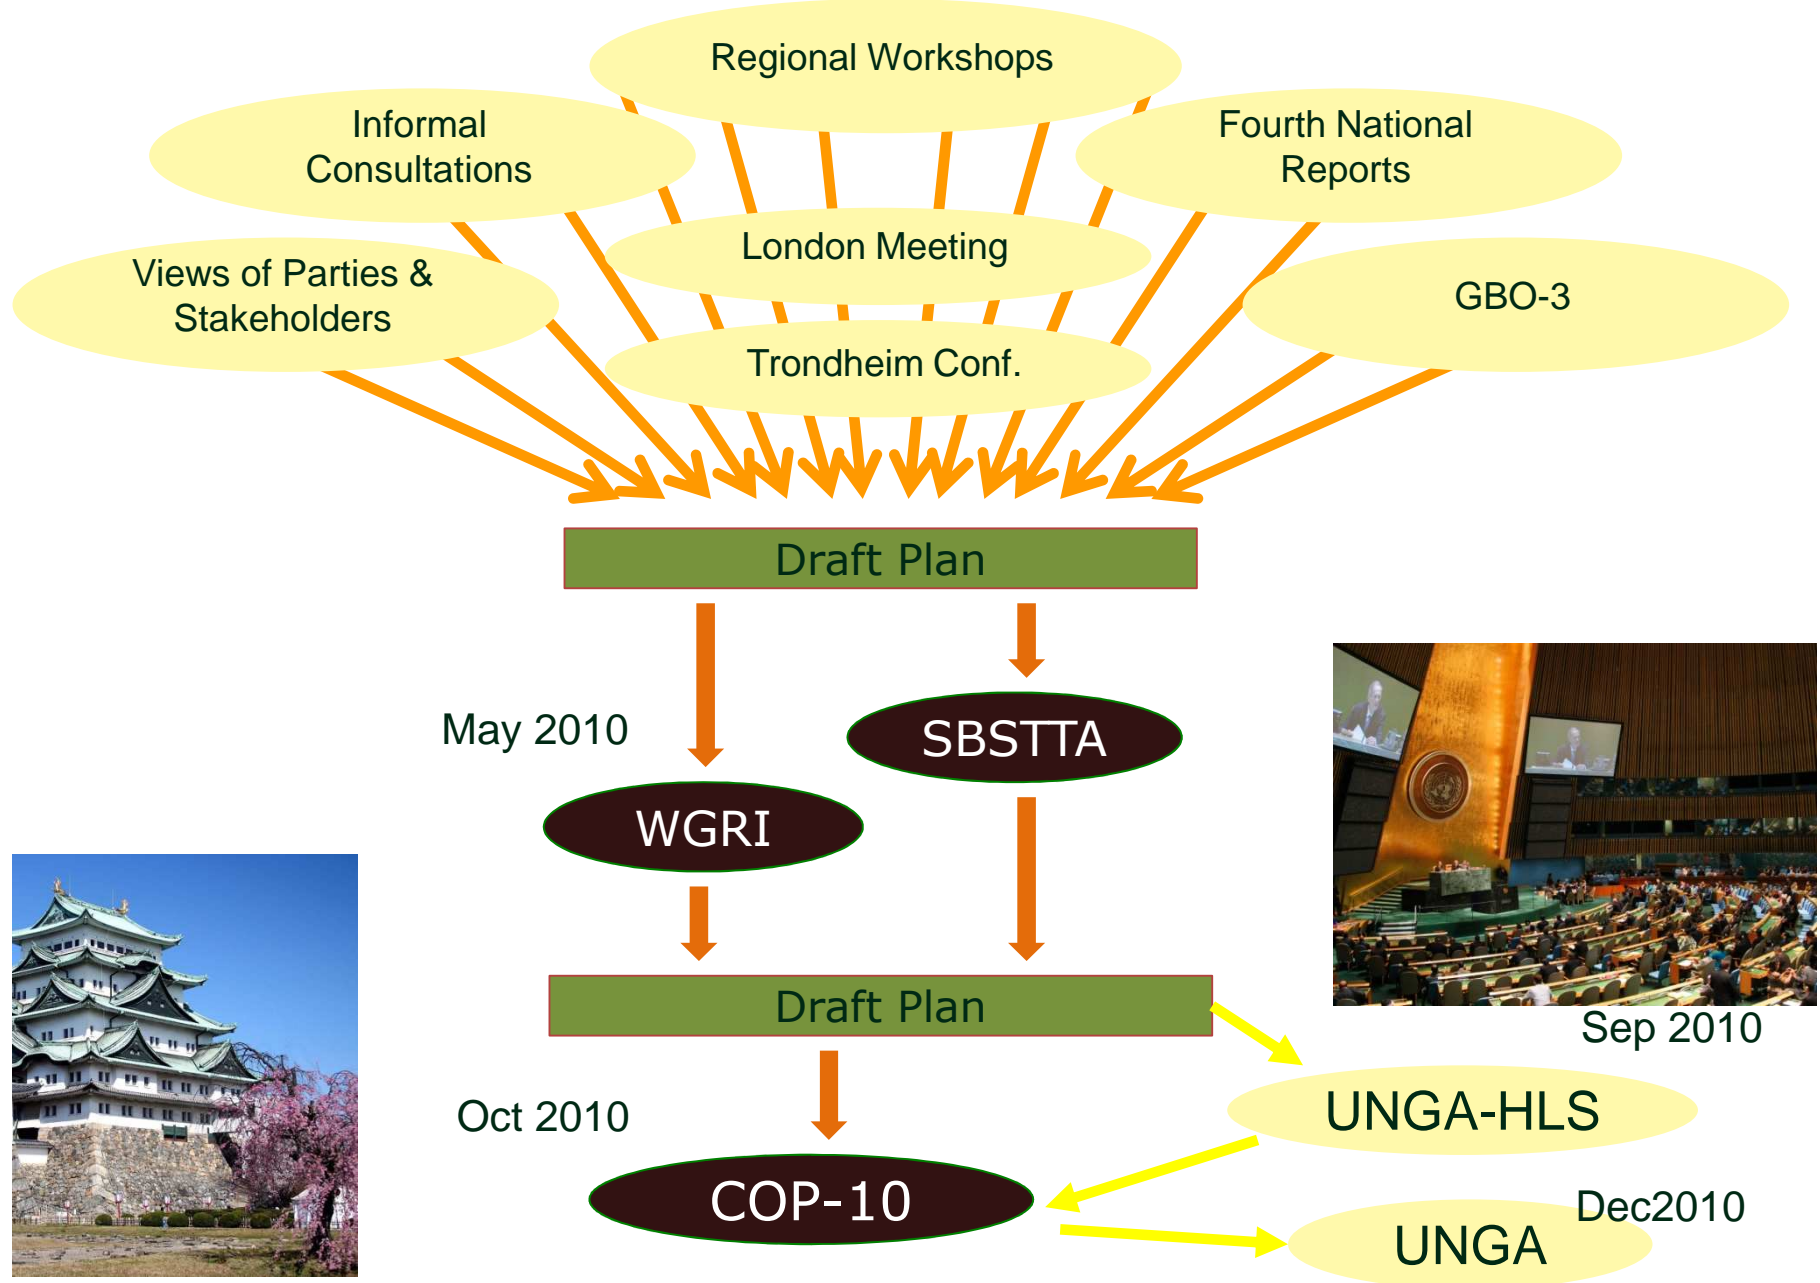 Regional Workshops
Informal
Consultations
Fourth National
Reports
London Meeting
Views of Parties &
Stakeholders
GBO-3
Trondheim Conf.
Draft Plan
May 2010
SBSTTA
WGRI
Draft Plan
Sep 2010
Oct 2010
UNGA-HLS
COP-10
Dec2010
UNGA